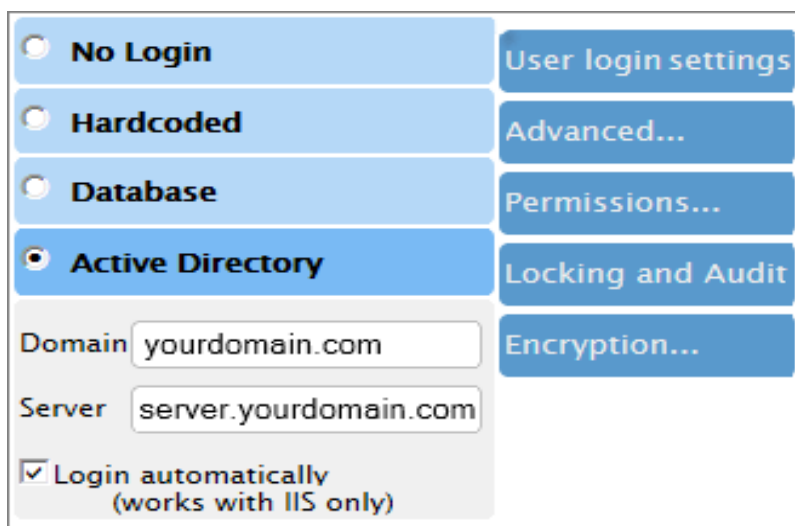 No Login
Hardcoded
Database
Active Directory
Domain yourdomain.com
Server server.yourdomain.com
Login automatically
(works with IIS only)
User login settings
Advanced...
Permissions...
Locking and Audit
Encryption...